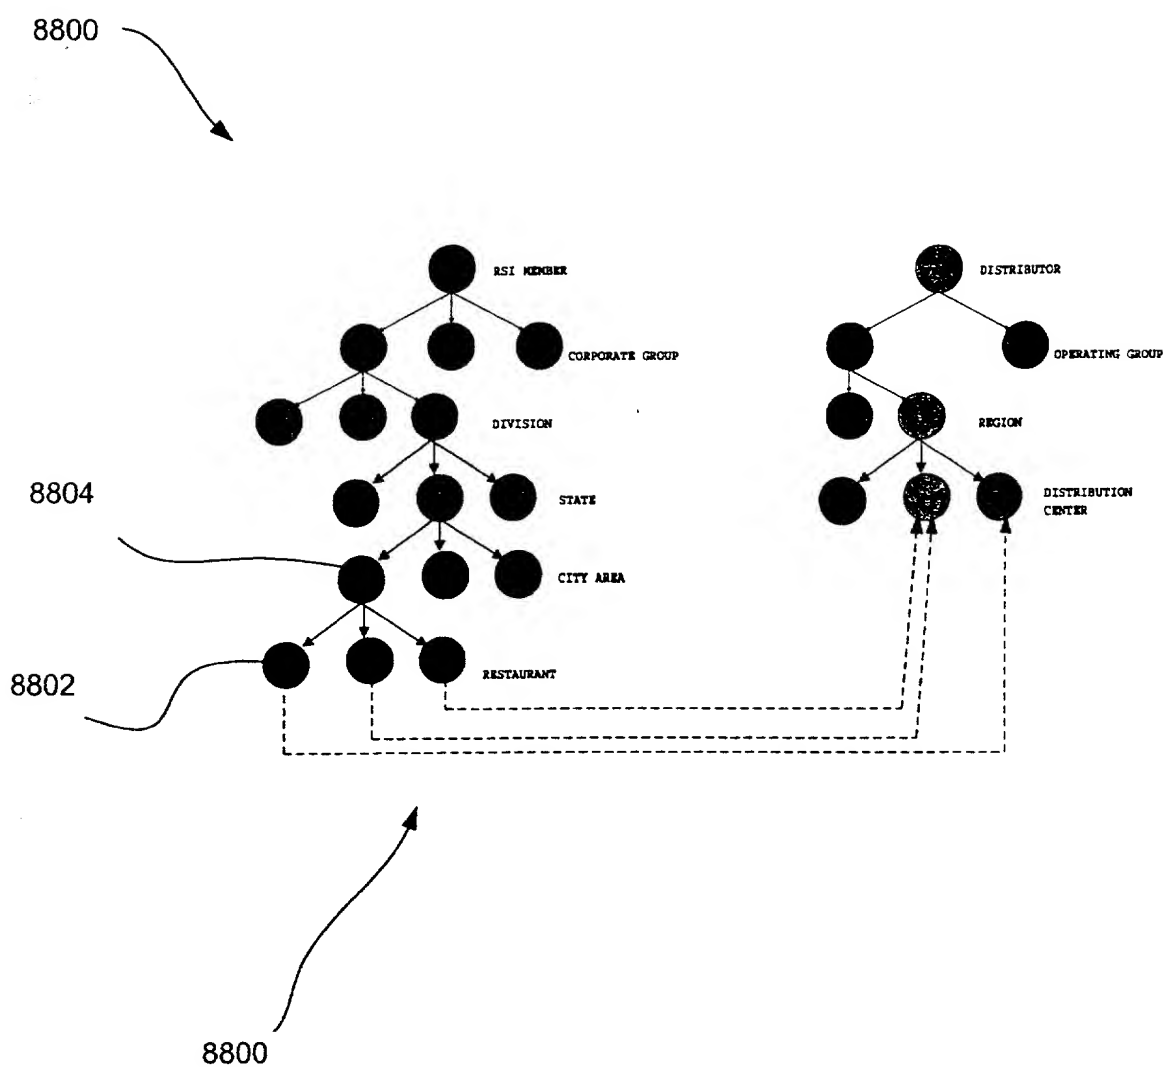 8800
RSI MEMBER
DISTRIBUTOR
CORPORATE GROUP
OPERATING GROUP
DIVISION
REGION
8804
STATE
DISTRIBUTION
CENTER
CITY AREA
8802
RESTAURANT
8800